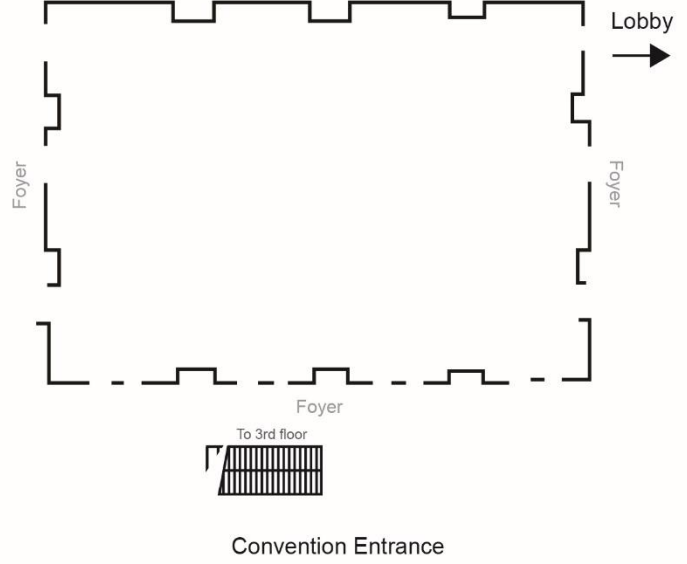 Lobby
Foyer
Foyer
Foyer
To 3rd floor
Convention Entrance